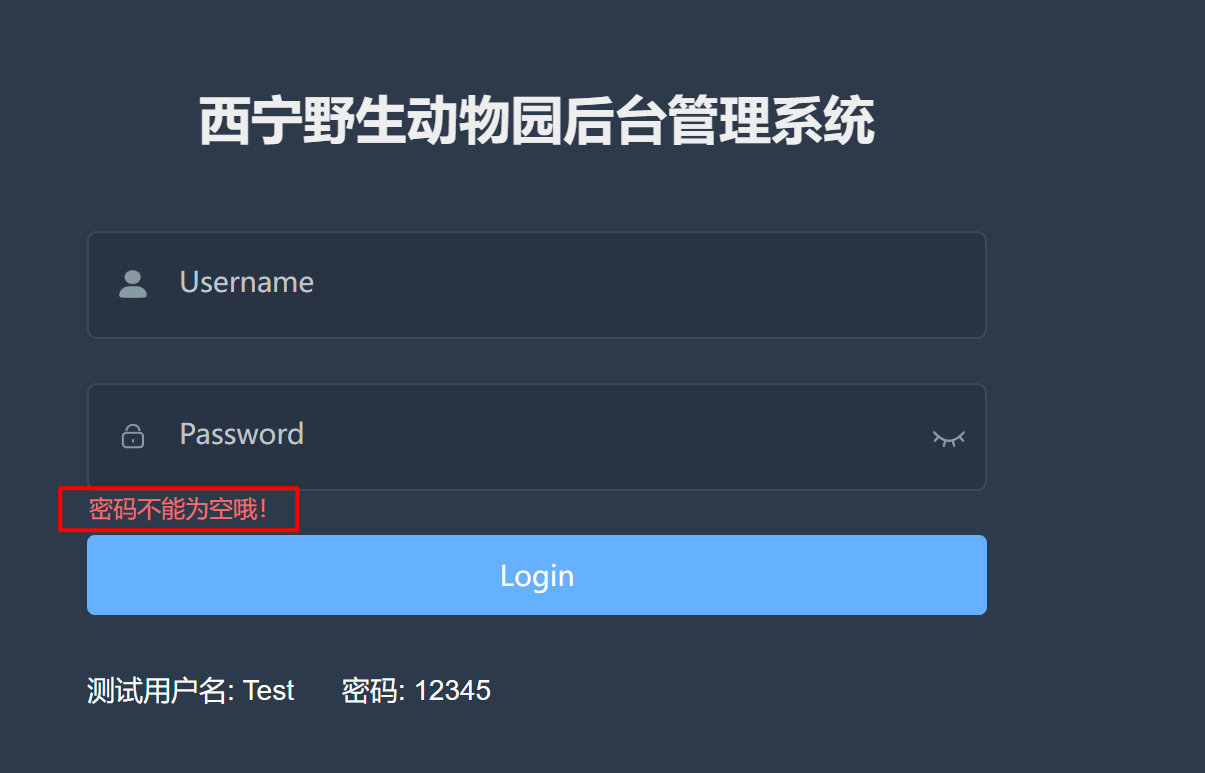 西宁野生动物园后台管理系统
Username
Password
密码不能为空哦！
Login
测试用户名: Test 密码: 12345